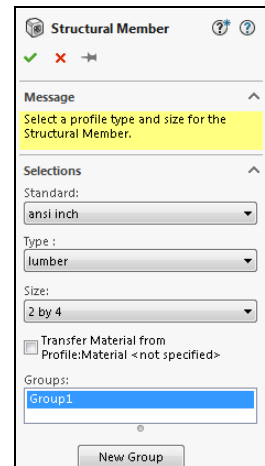 Structural Member
Message
Select a profile type and size for the
Structural Member.
Selections
Standard:
ansi inch
Type :
lumber
Size:
2 by 4
Transfer Material from
Profile:Material <not specified>
Groups:
Group1
New Group